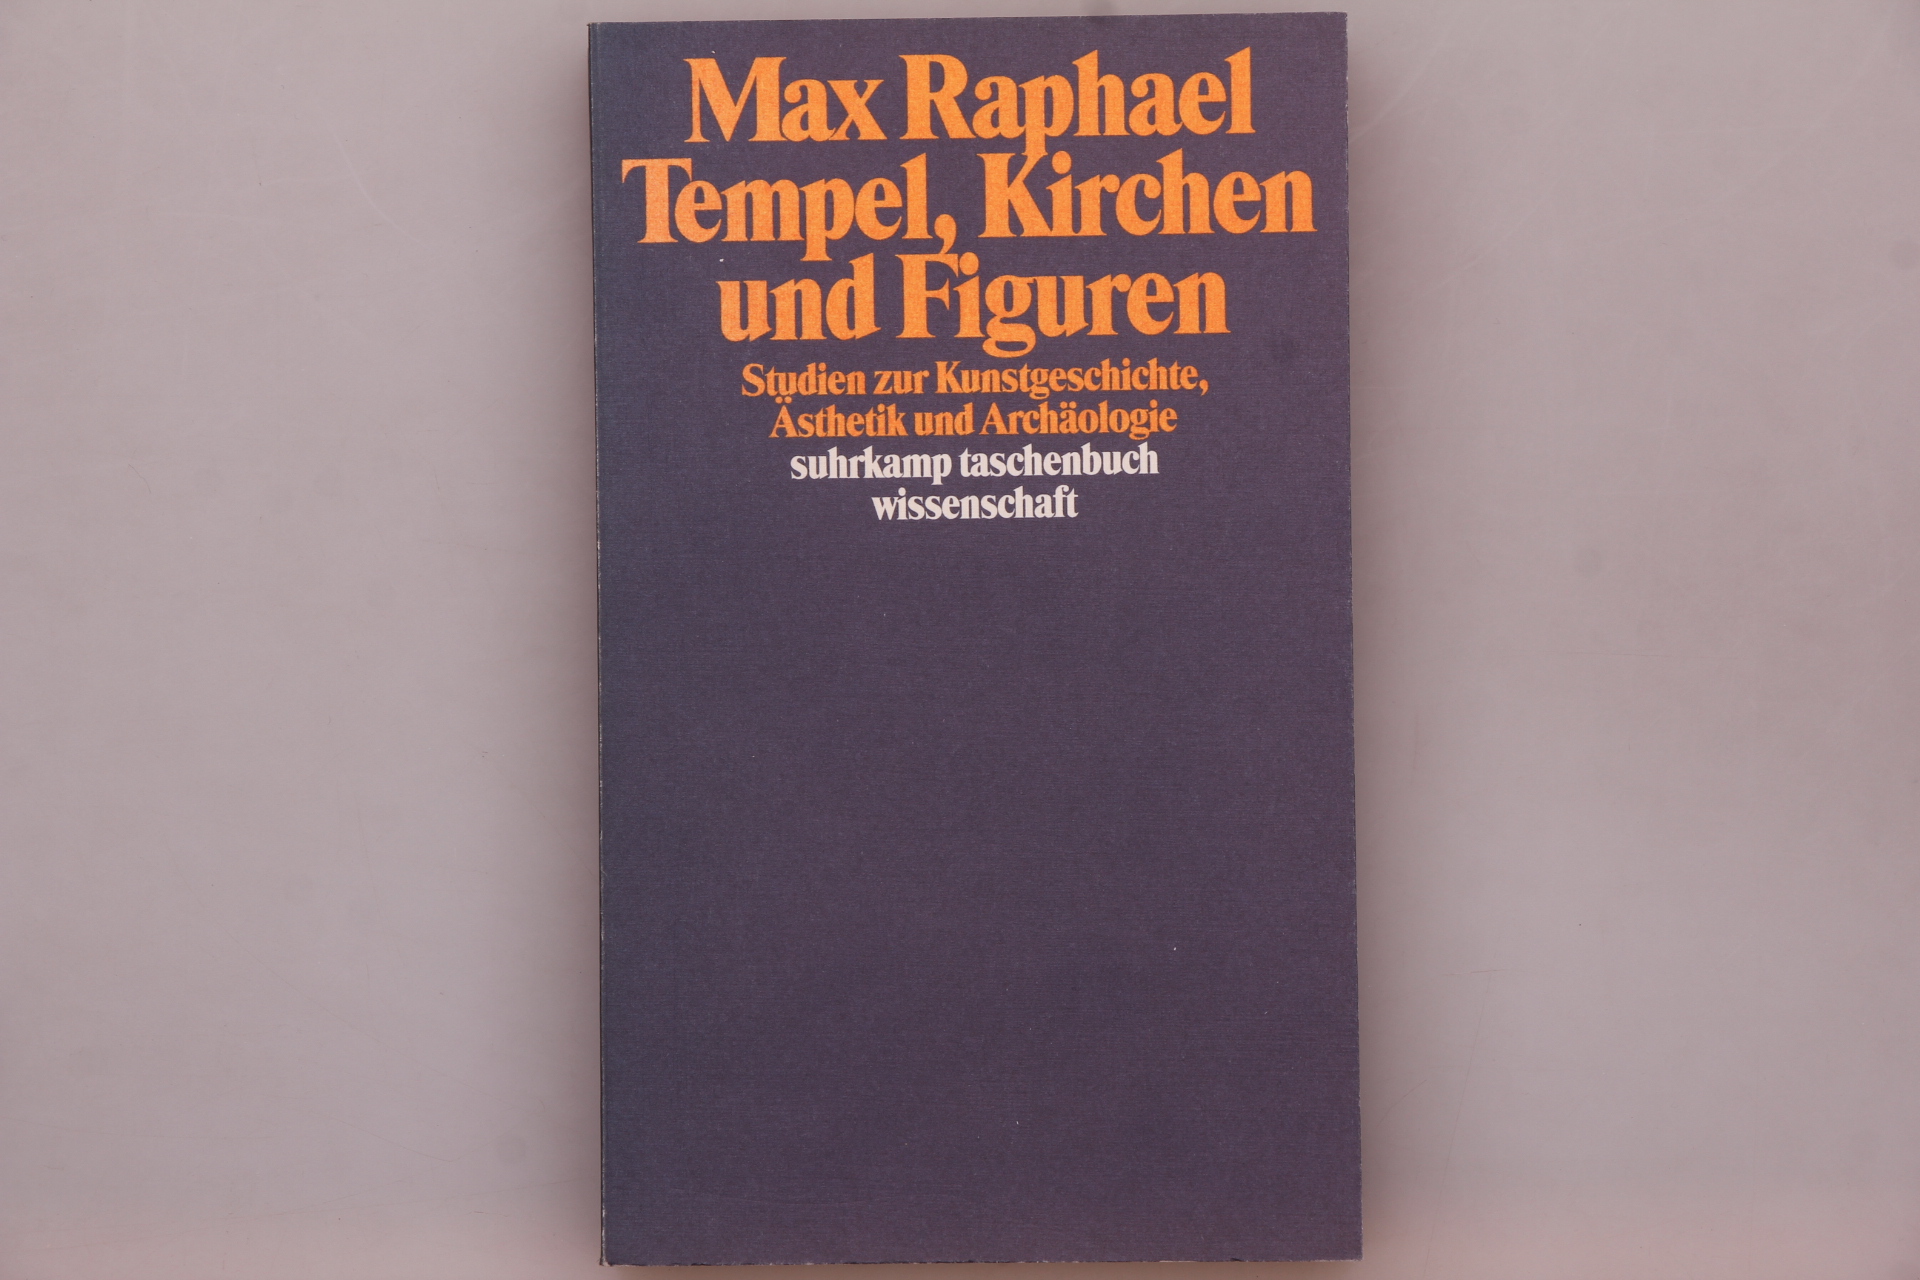 Max Raphael
Tempel, Kirchen
und Figuren
Studien zur Kunstgeschichte,
Ästhetik und Archäologie
suhrkamp taschenbuch
wissenschaft